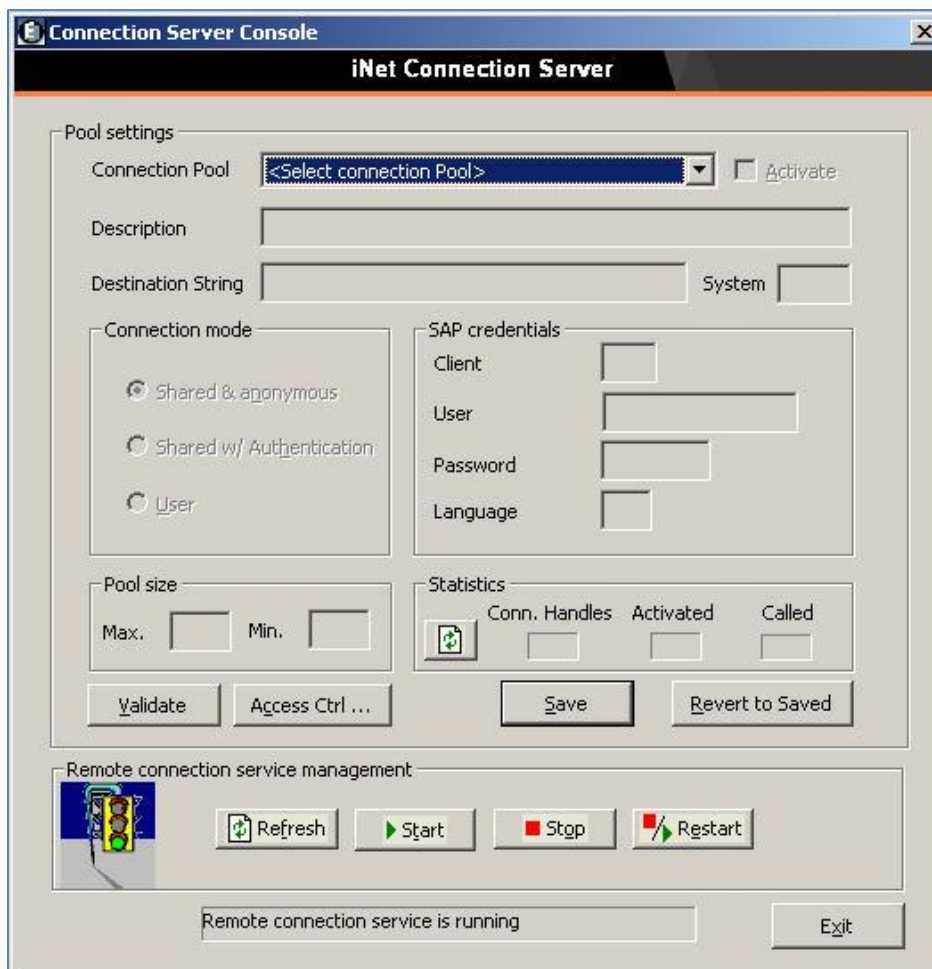 Connection Server Console
iNet Connection Server
Pool settings
Connection Pool <Select connection Pool> Activate
Description
Destination String System
Connection mode SAP credentials
Client
Shared & anonymous
User
Shared w/ Authentication
Password
User
Language
Pool size Statistics
Conn. Handles Activated Called
Max. Min.
Validate Access Ctrl ... Save Revert to Saved
Remote connection service management
Refresh Start Stop Restart
Remote connection service is running
Exit